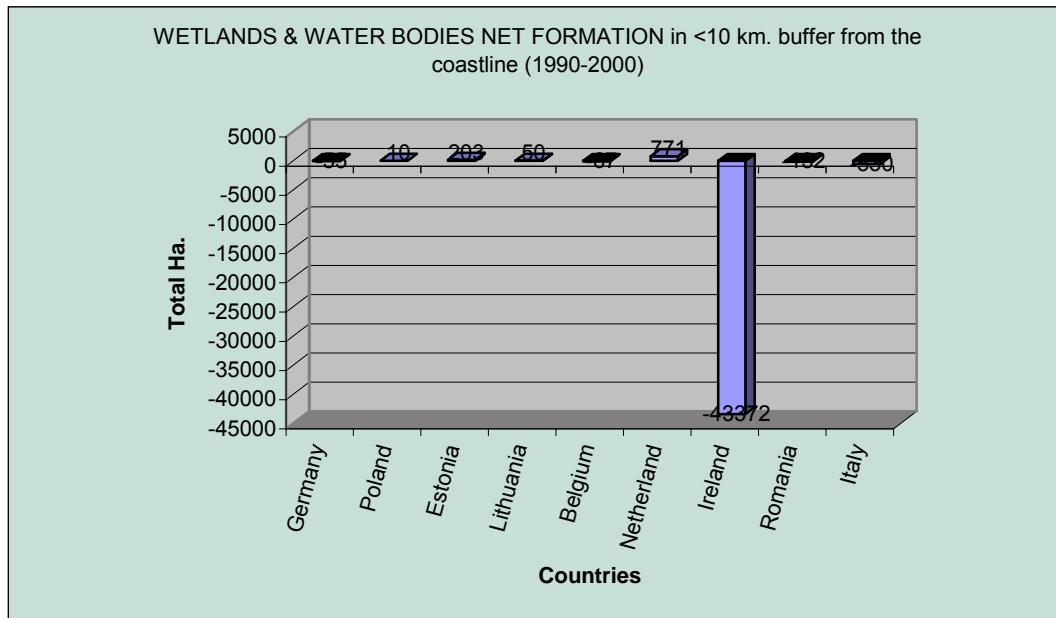 WETLANDS & WATER BODIES NET FORMATION in <10 km. buffer from the
coastline (1990-2000)
5000
0
-5000
-10000
-15000
-20000
-25000
-30000
-35000
-40000
-45000
Total Ha.
10
203
50
771
-43372
Germany
Poland
Estonia
Lithuania
Belgium
Netherland
Ireland
Romania
Italy
Countries